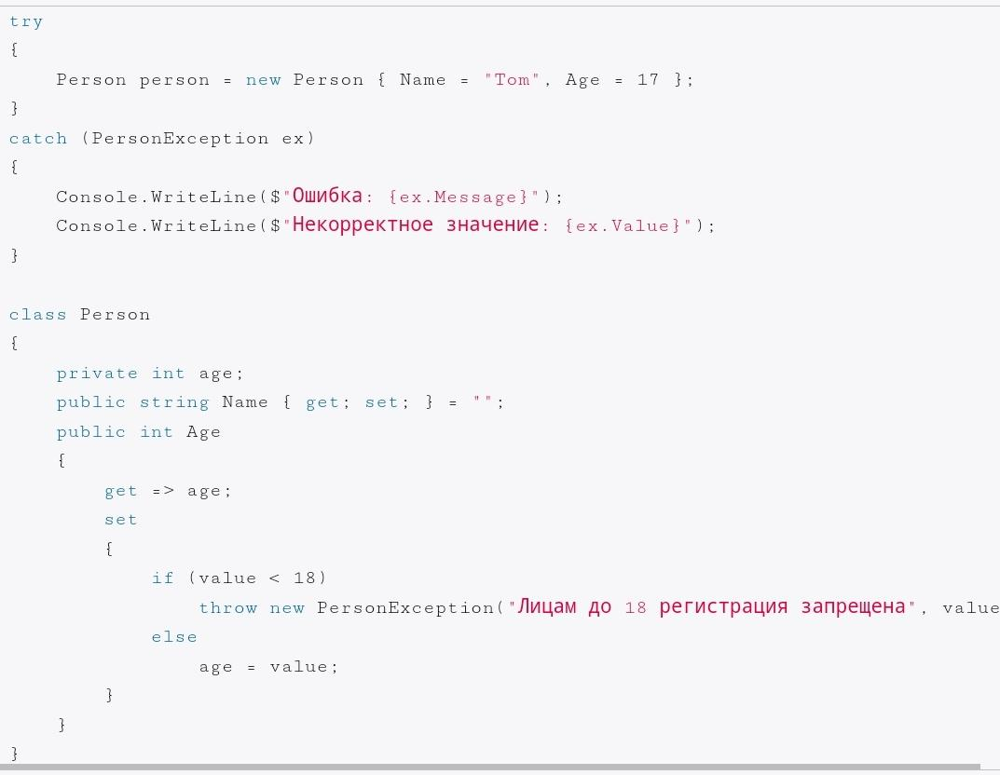 try
{
    Person person = new Person { Name = "Tom", Age = 17 };
}
catch (PersonException ex)
{
    Console.WriteLine($"Ошибка: {ex.Message}");
    Console.WriteLine($"Некорректное значение: {ex.Value}");
}

class Person
{
    private int age;
    public string Name { get; set; } = "";
    public int Age
    {
        get => age;
        set
        {
            if (value < 18)
                throw new PersonException("Лицам до 18 регистрация запрещена", value
            else
                age = value;
        }
    }
}